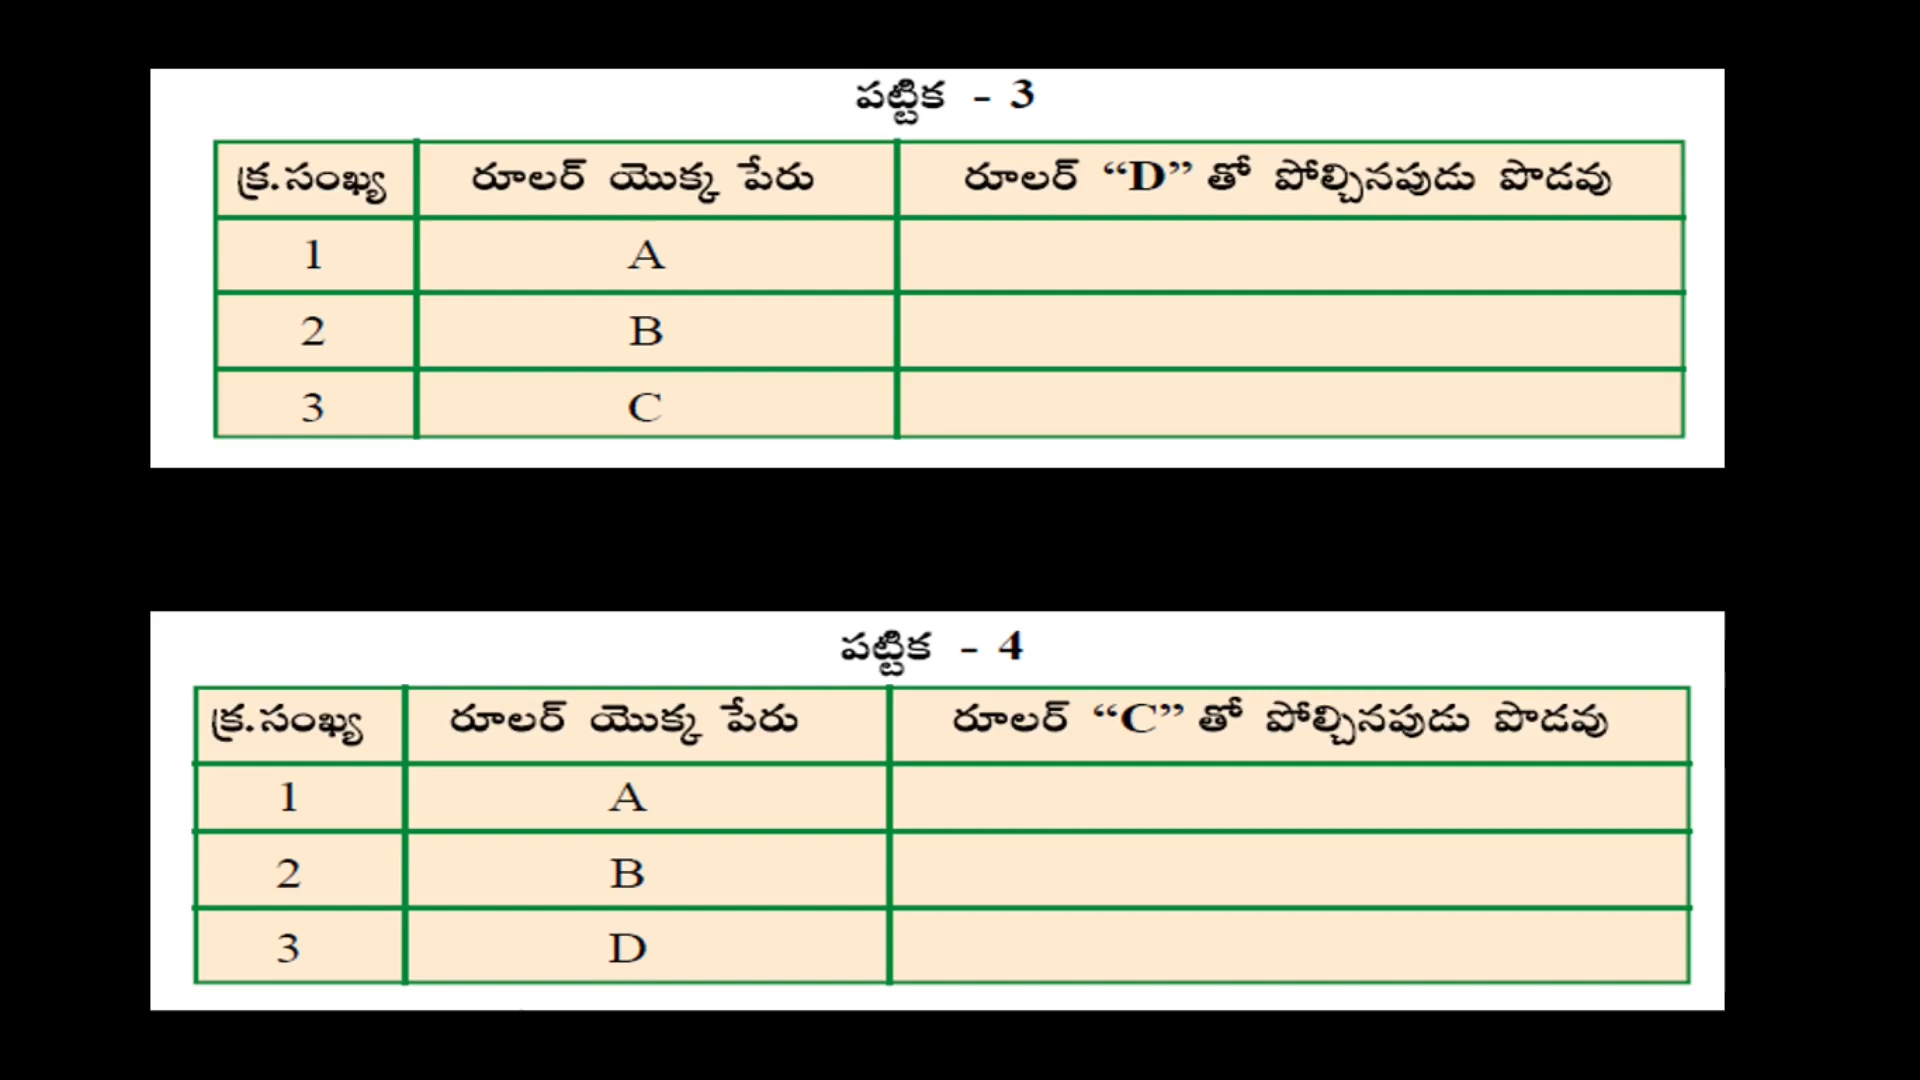 పట్టిక - 3
క్ర.సంఖ్య రూలర్ యొక్క పేరు రూలర్ “D” తో పోల్చినపుడు పొడవు
1 A
2 B
3 C
పట్టిక - 4
క్ర.సంఖ్య రూలర్ యొక్క పేరు రూలర్ “C” తో పోల్చినపుడు పొడవు
1 A
2 B
3 D